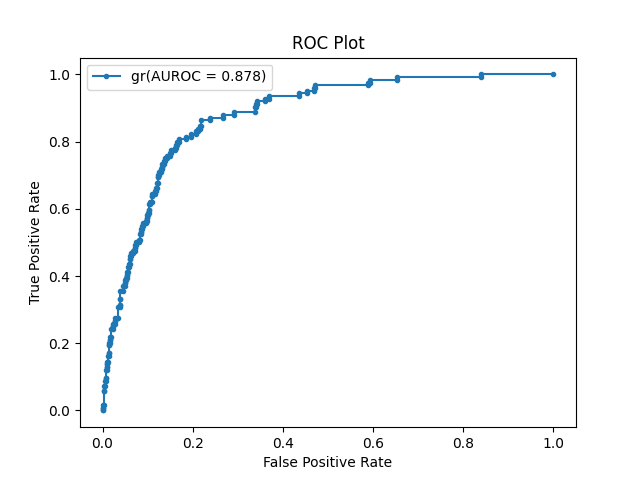 ROC Plot
gr(AUROC = 0.878)
1.0
0.8
0.6
0.4
0.2
0.0
True Positive Rate
0.0 0.2 0.4 0.6 0.8 1.0
False Positive Rate